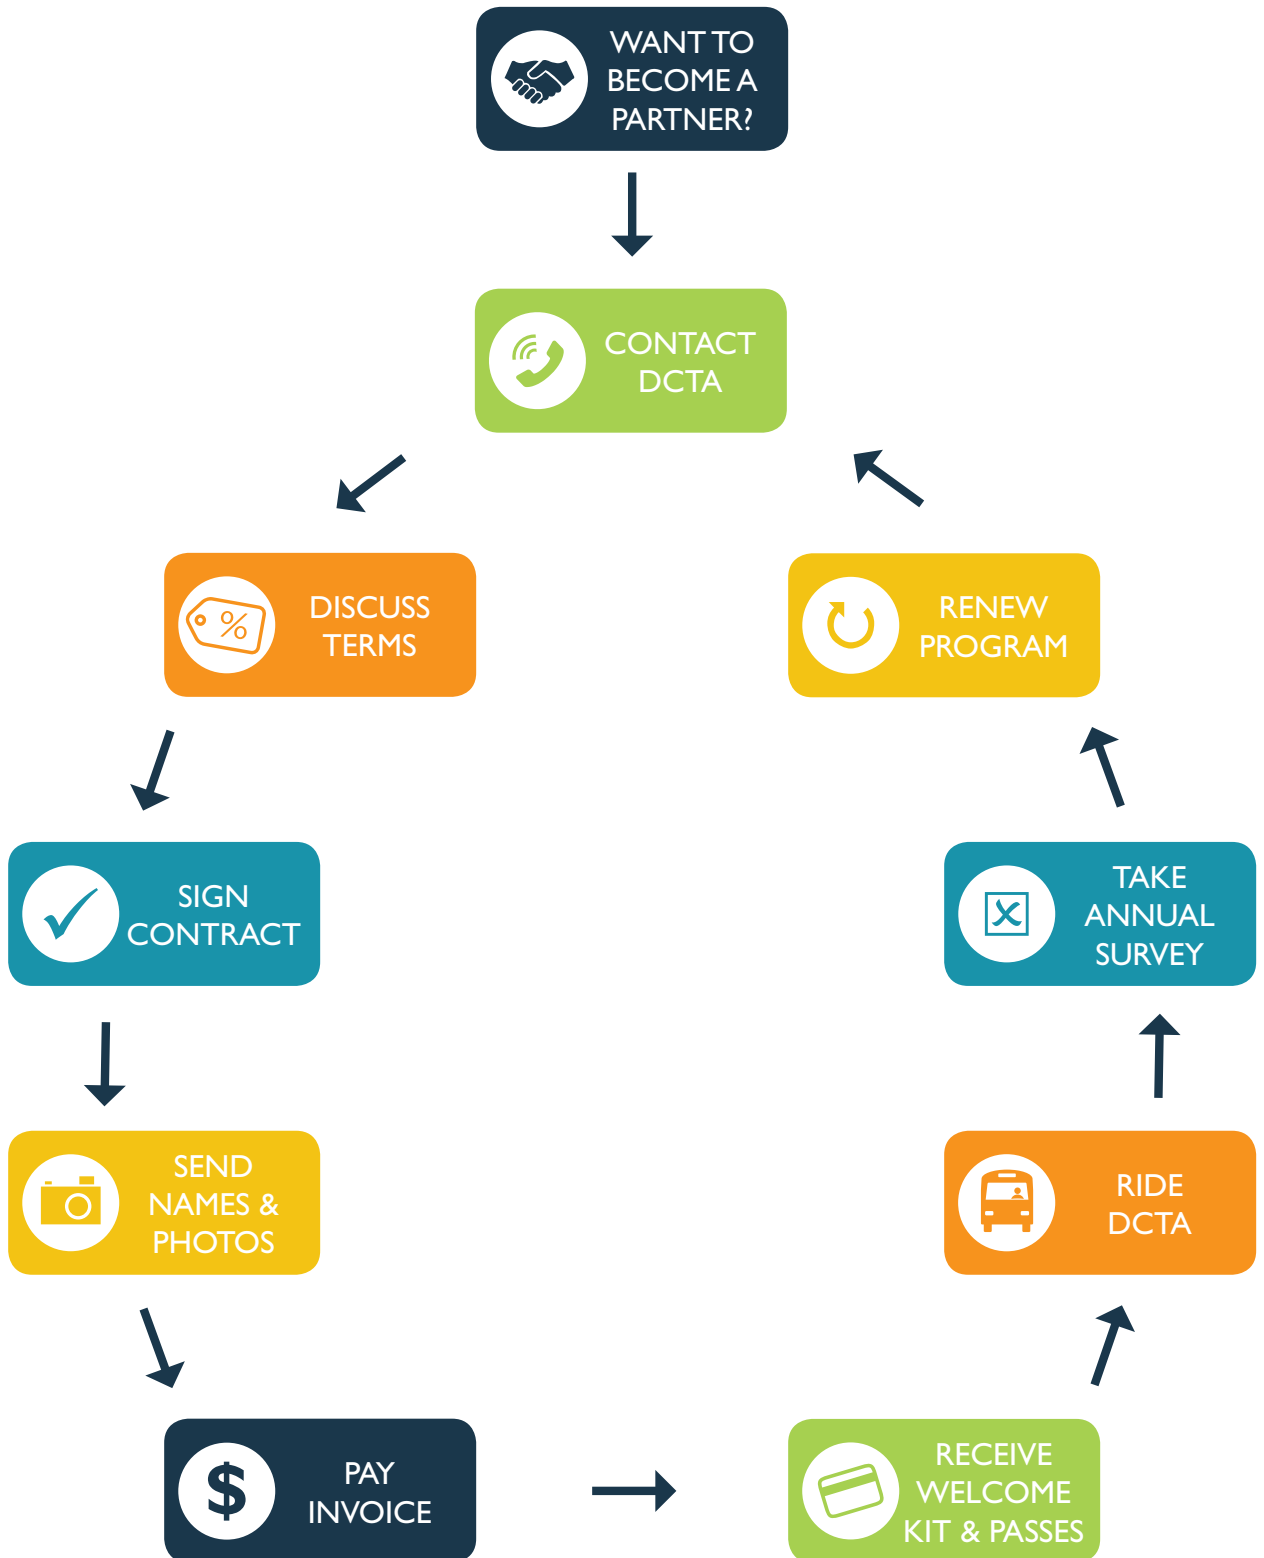 WANT TO
BECOME A
PARTNER?
CONTACT
DCTA
DISCUSS
TERMS
SIGN
CONTRACT
SEND
NAMES &
PHOTOS
PAY
INVOICE
RECEIVE
WELCOME
KIT & PASSES
RIDE
DCTA
TAKE
ANNUAL
SURVEY
RENEW
PROGRAM
%
$